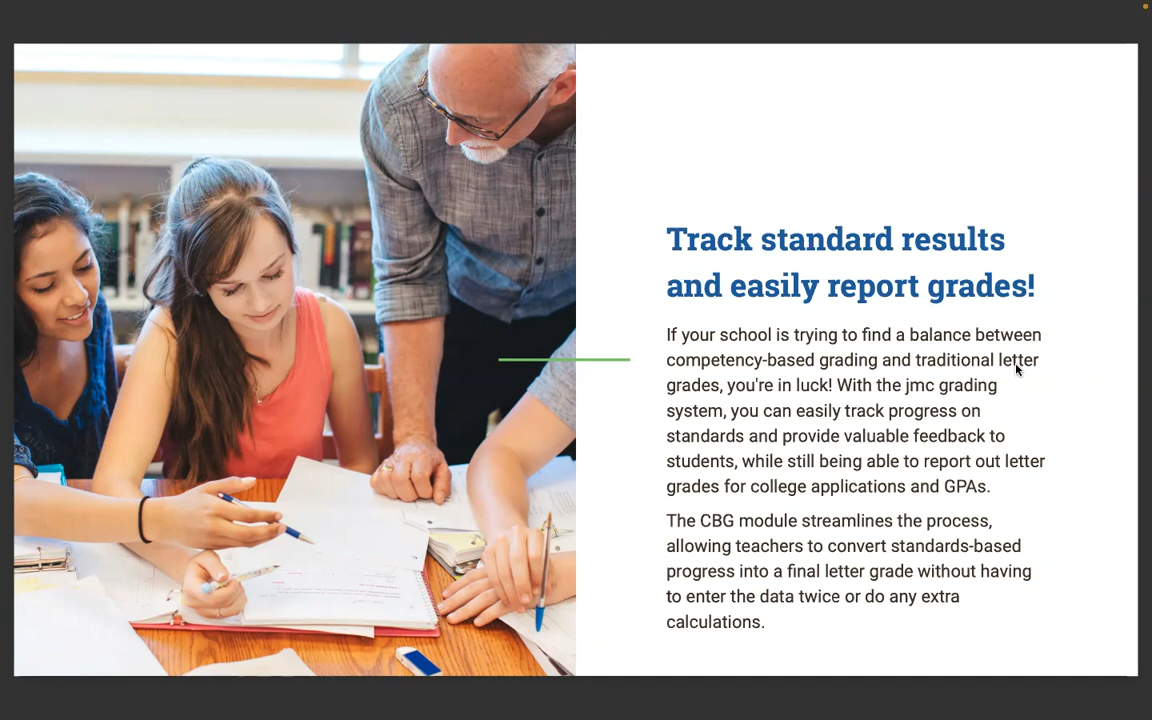 Track standard results
and easily report grades!
If your school is trying to find a balance between
competency-based grading and traditional letter
grades, you're in luck! With the jmc grading
system, you can easily track progress on
standards and provide valuable feedback to
students, while still being able to report out letter
grades for college applications and GPAs.
The CBG module streamlines the process,
allowing teachers to convert standards-based
progress into a final letter grade without having
to enter the data twice or do any extra
calculations.